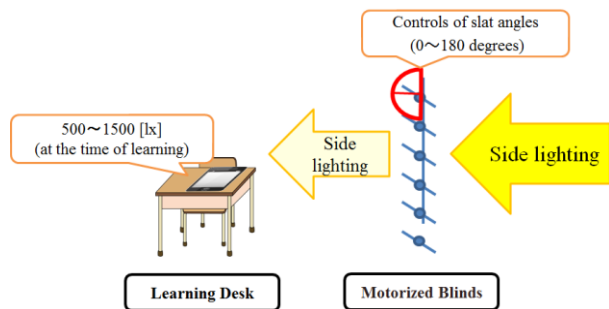 Controls of slat angles
(0～180 degrees)
500～1500 [lx]
(at the time of learning)
Side
lighting
Side lighting
Learning Desk
Motorized Blinds